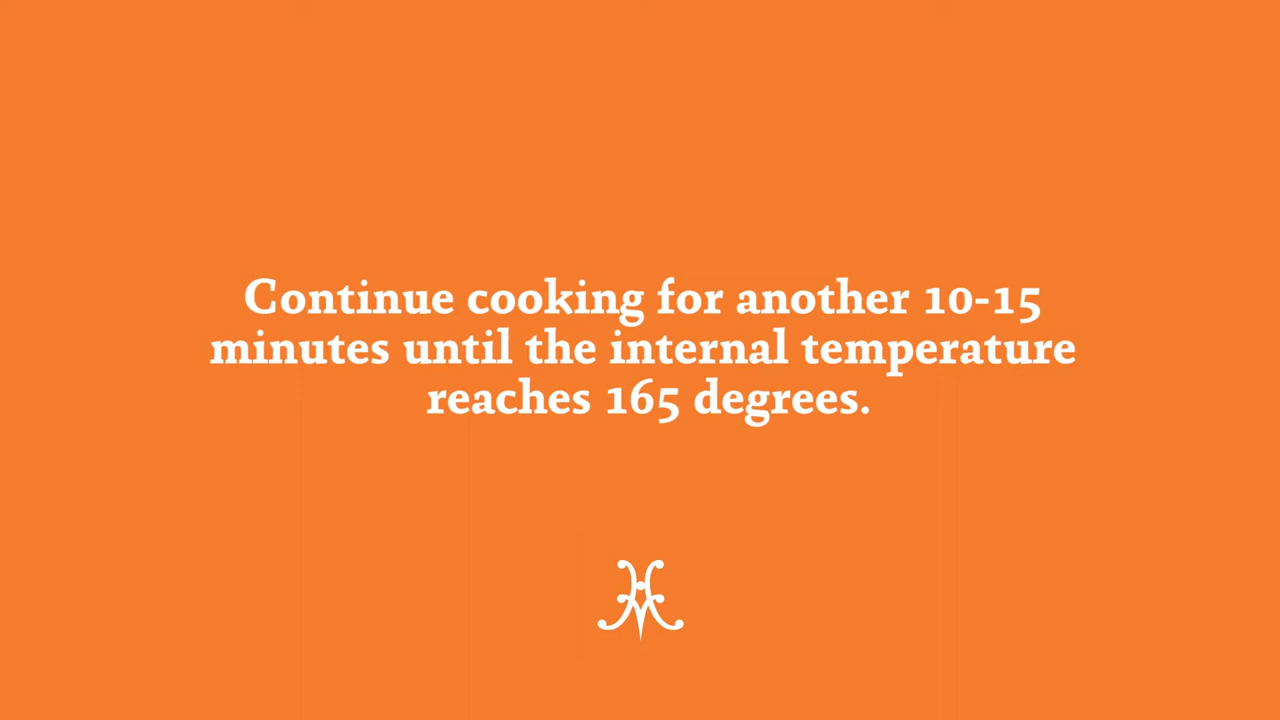 Continue cooking for another 10-15
minutes until the internal temperature
reaches 165 degrees.